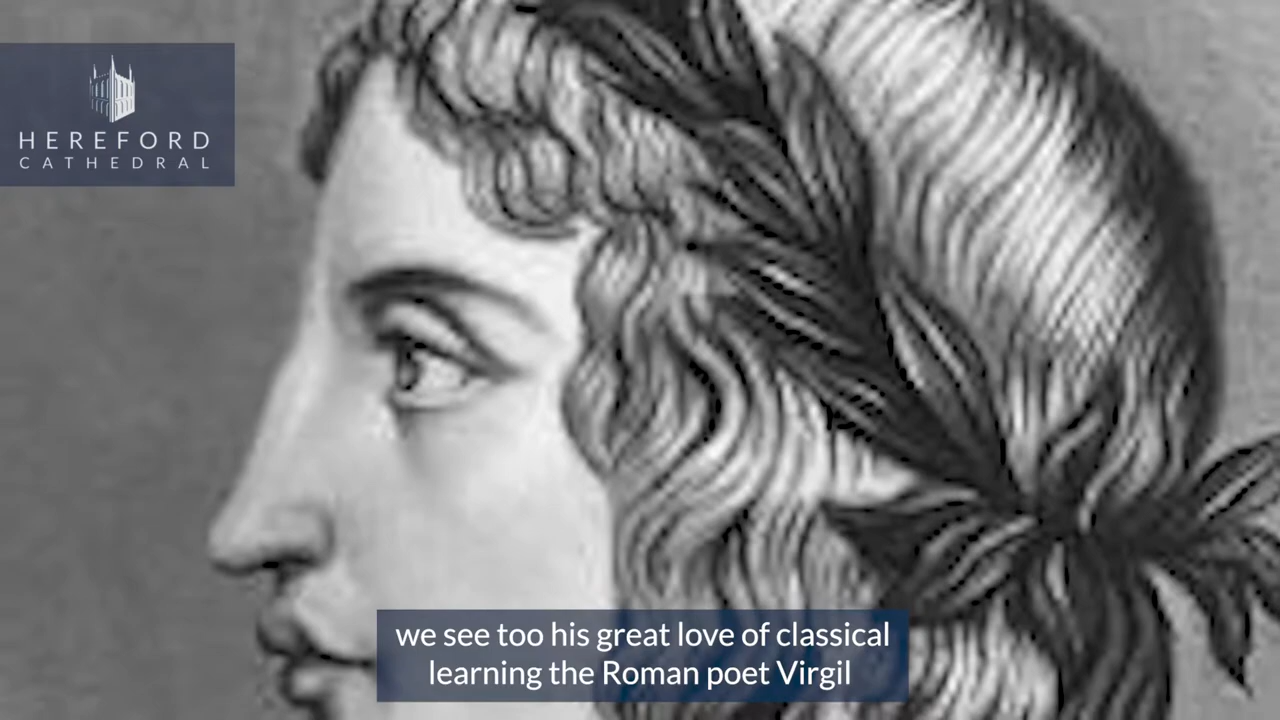 HEREFORD
CATHEDRAL
we see too his great love of classical
learning the Roman poet Virgil